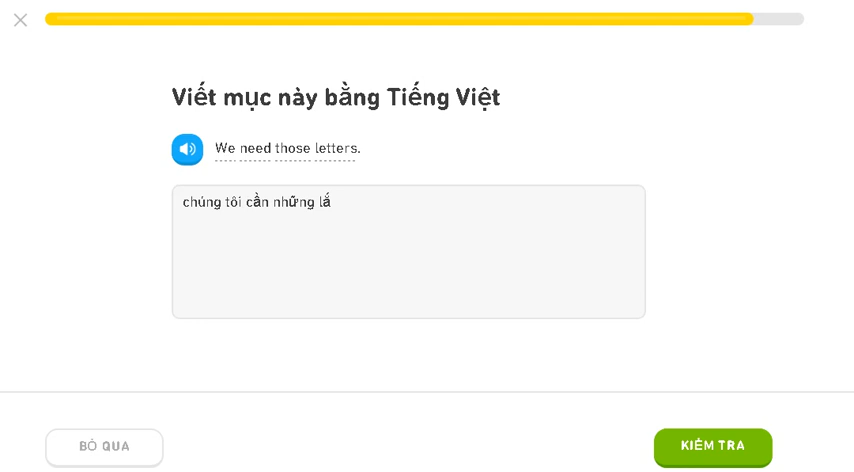 Viết mục này bằng Tiếng Việt
We need those letters.
chúng tôi cần những lắ
BỎ QUA
KIỂM TRA